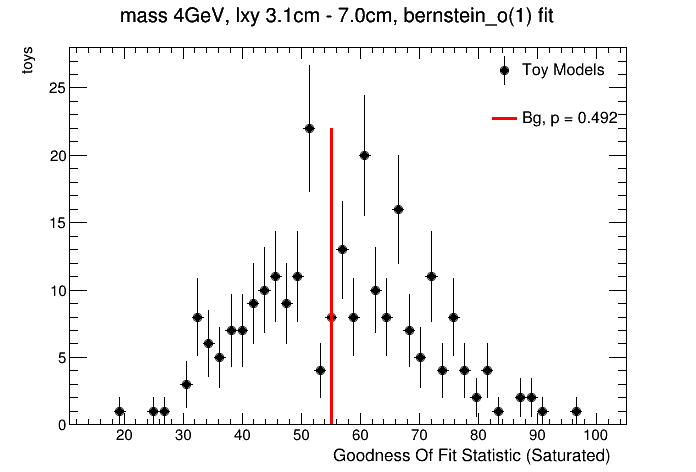 mass 4GeV, lxy 3.1cm - 7.0cm, bernstein_o(1) fit
toys
Toy Models
Bg, p = 0.492
25
20
15
10
5
0
20 30 40 50 60 70 80 90 100
Goodness Of Fit Statistic (Saturated)